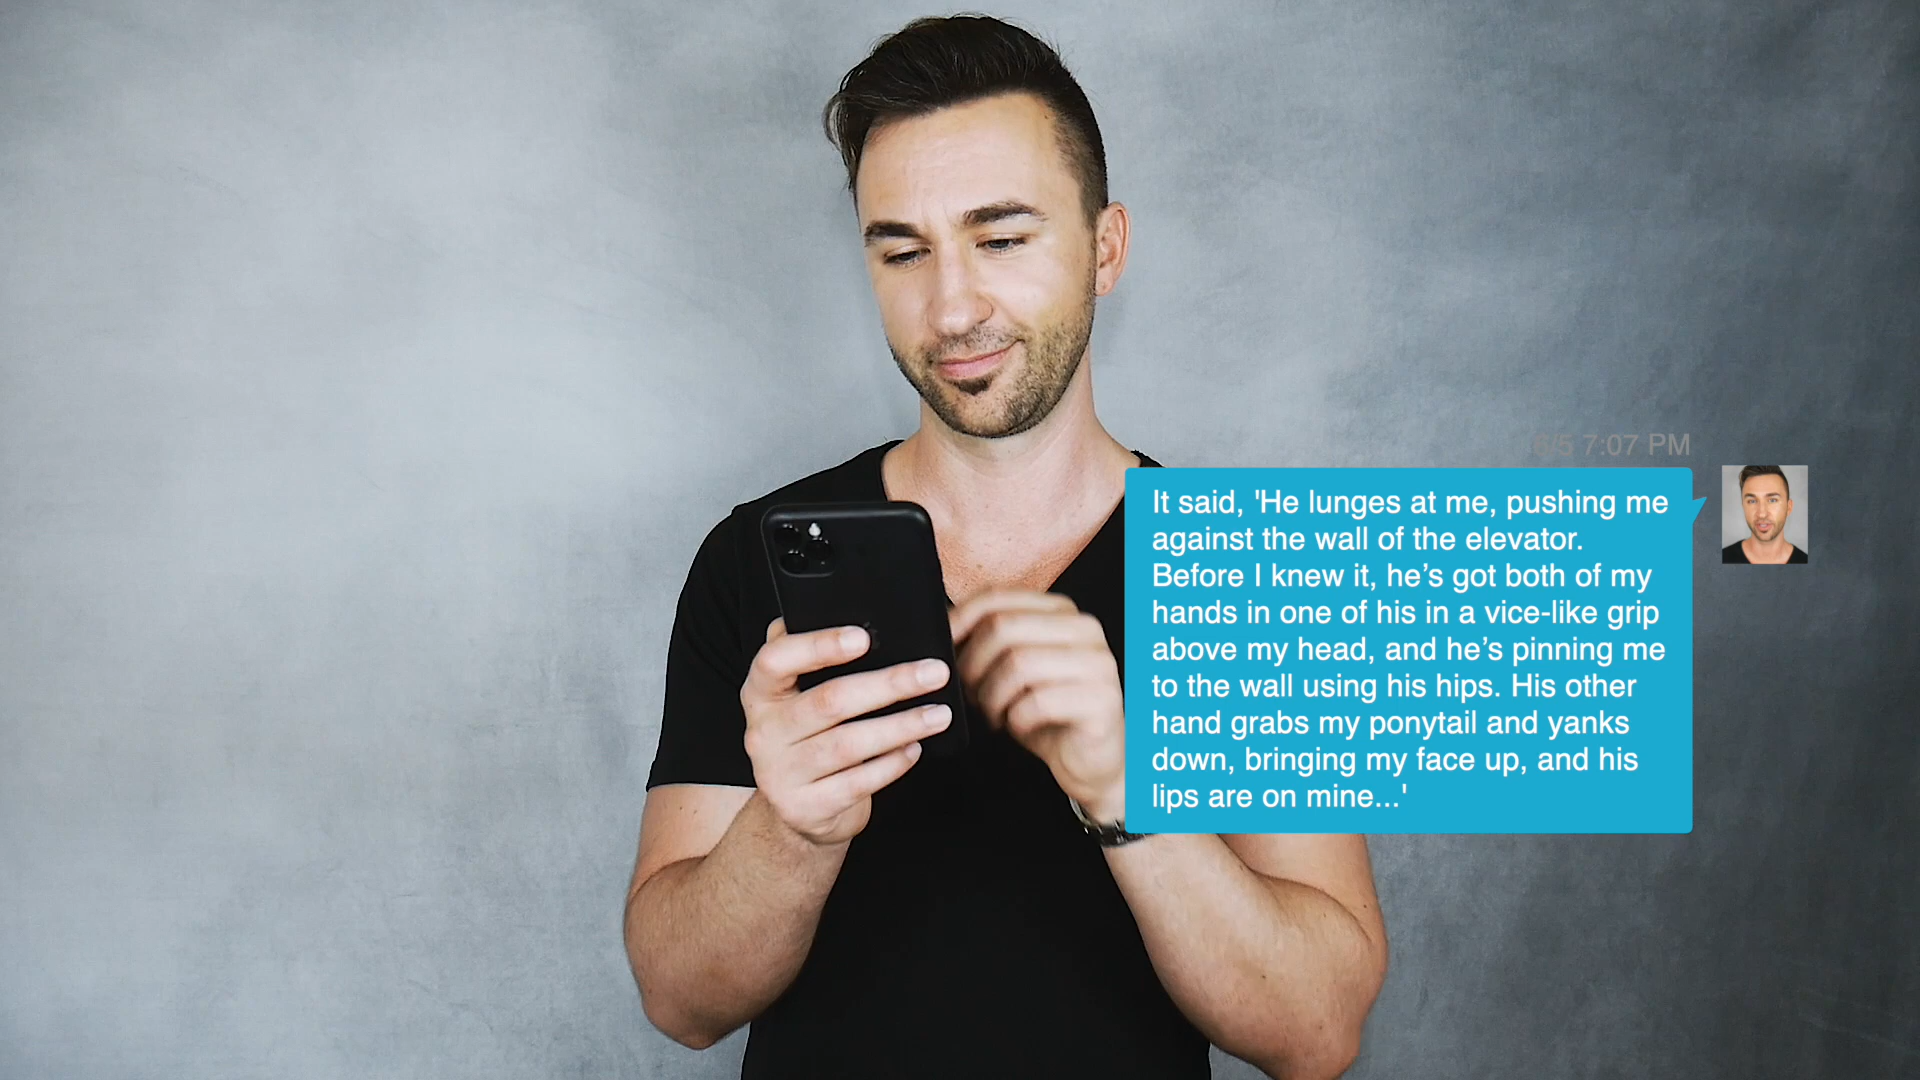 6/5 7:07 PM
It said, 'He lunges at me, pushing me
against the wall of the elevator.
Before I knew it, he’s got both of my
hands in one of his in a vice-like grip
above my head, and he’s pinning me
to the wall using his hips. His other
hand grabs my ponytail and yanks
down, bringing my face up, and his
lips are on mine...'